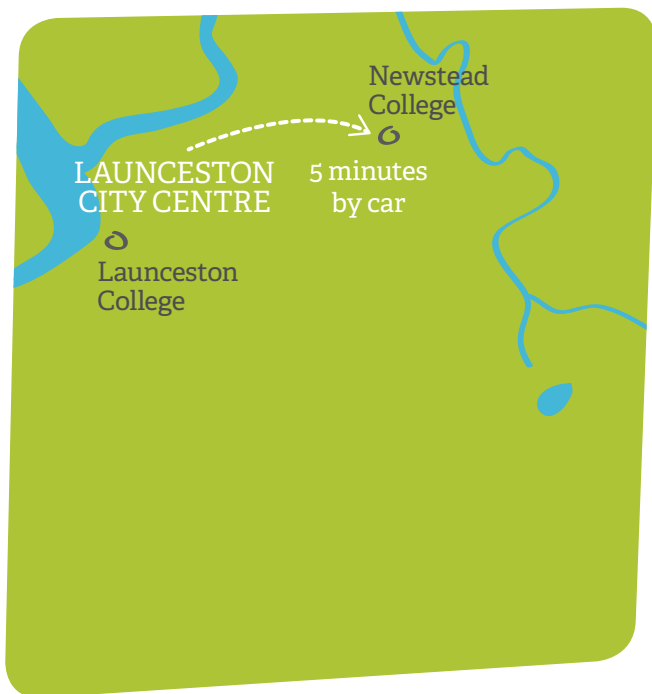 Newstead
College
LAUNCESTON
CITY CENTRE
5 minutes
by car
Launceston
College